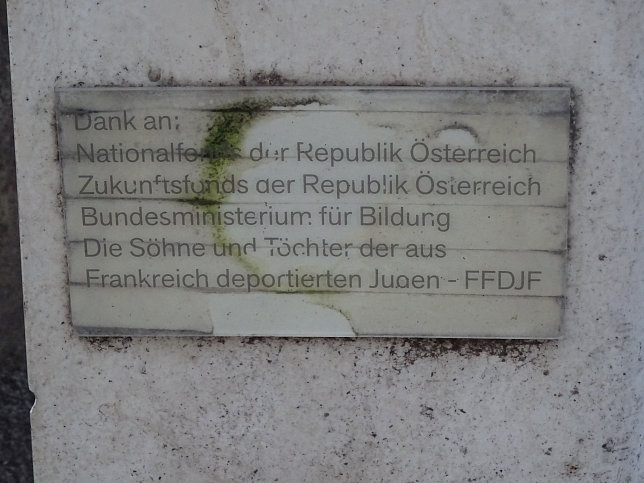 Dank an:
Nationalfonds der Republik Österreich
Zukunftsfonds der Republik Österreich
Bundesministerium für Bildung
Die Söhne und Töchter der aus
Frankreich deportierten Juden - FFDJF